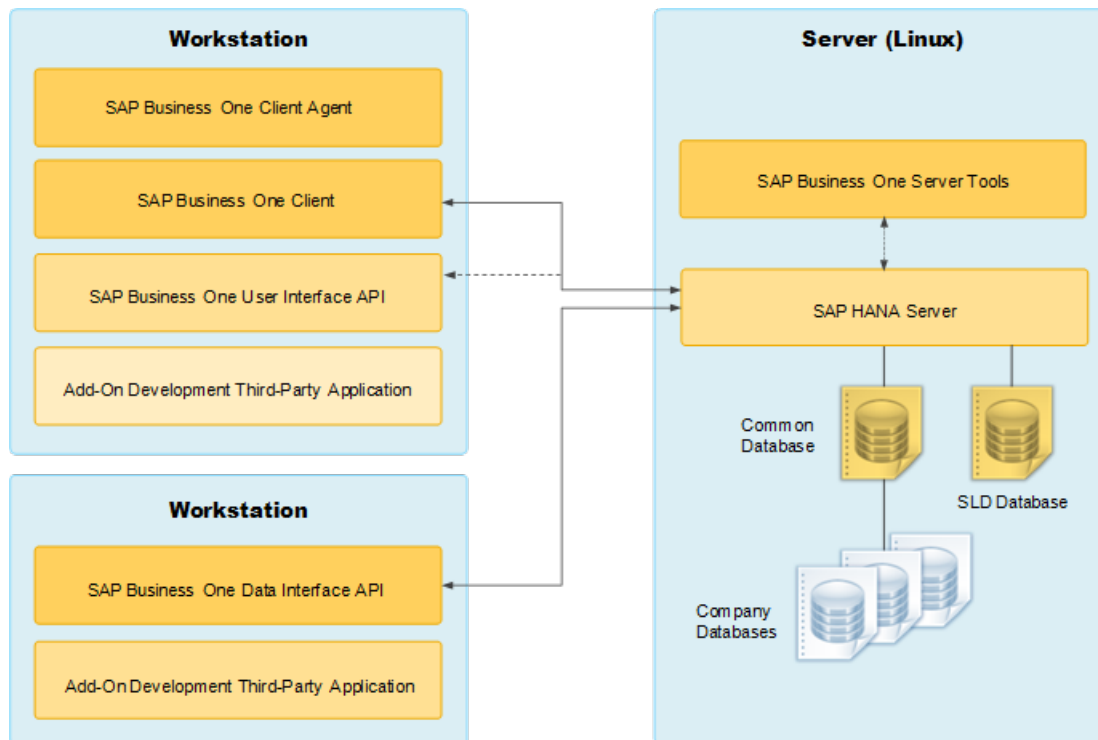 Workstation
SAP Business One Client Agent
SAP Business One Client
SAP Business One User Interface API
Add-On Development Third-Party Application
Workstation
SAP Business One Data Interface API
Add-On Development Third-Party Application
Server (Linux)
SAP Business One Server Tools
SAP HANA Server
Common
Database
SLD Database
Company
Databases